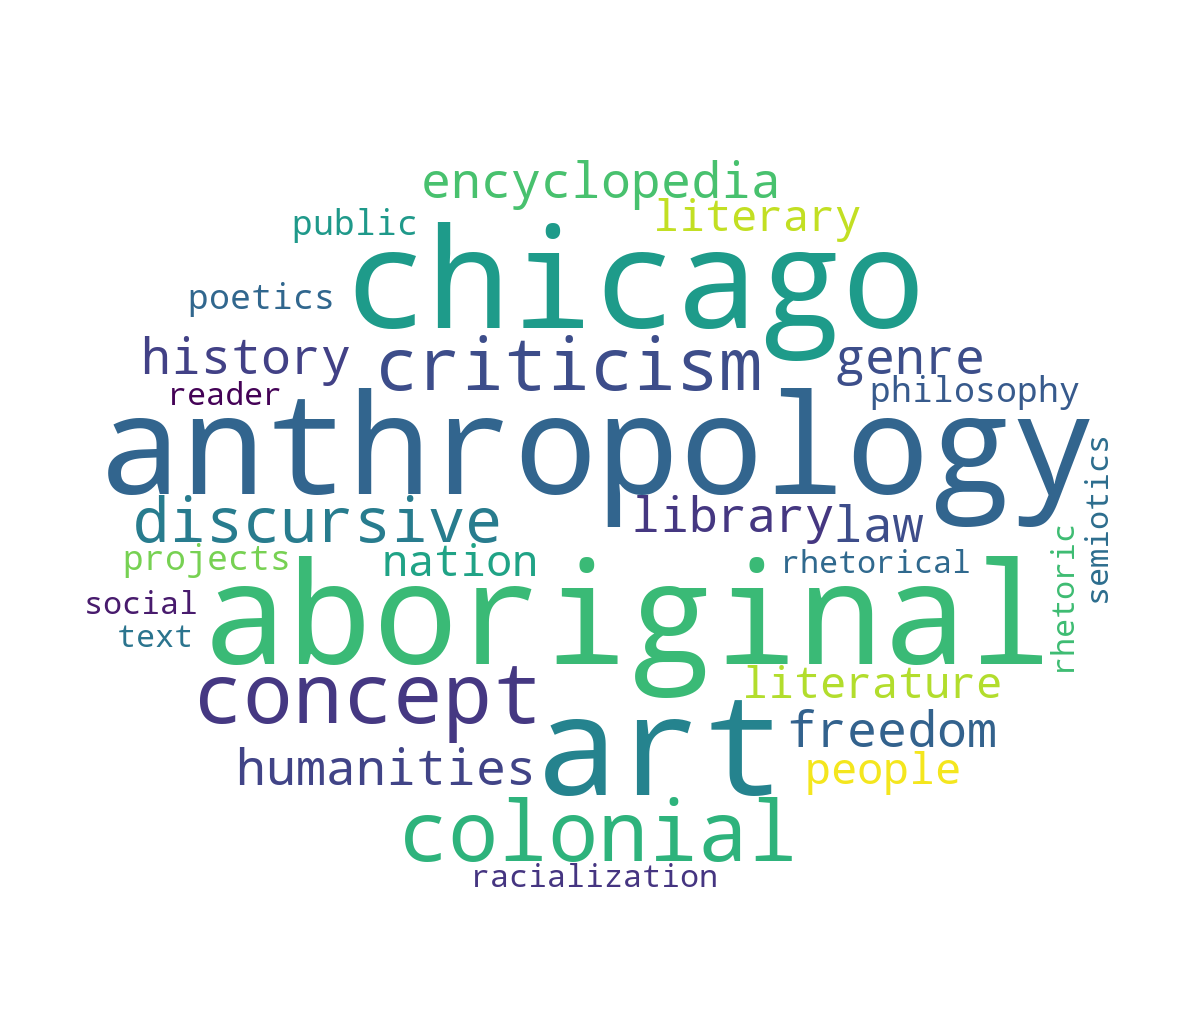 encyclopedia
literary
public
chicago
poetics
history
criticism
genre
philosophy
reader
anthropology
semiotics
discursive
library
law
projects
nation
rhetorical
rhetoric
social
aboriginal
text
concept
literature
art
freedom
humanities
people
colonial
racialization